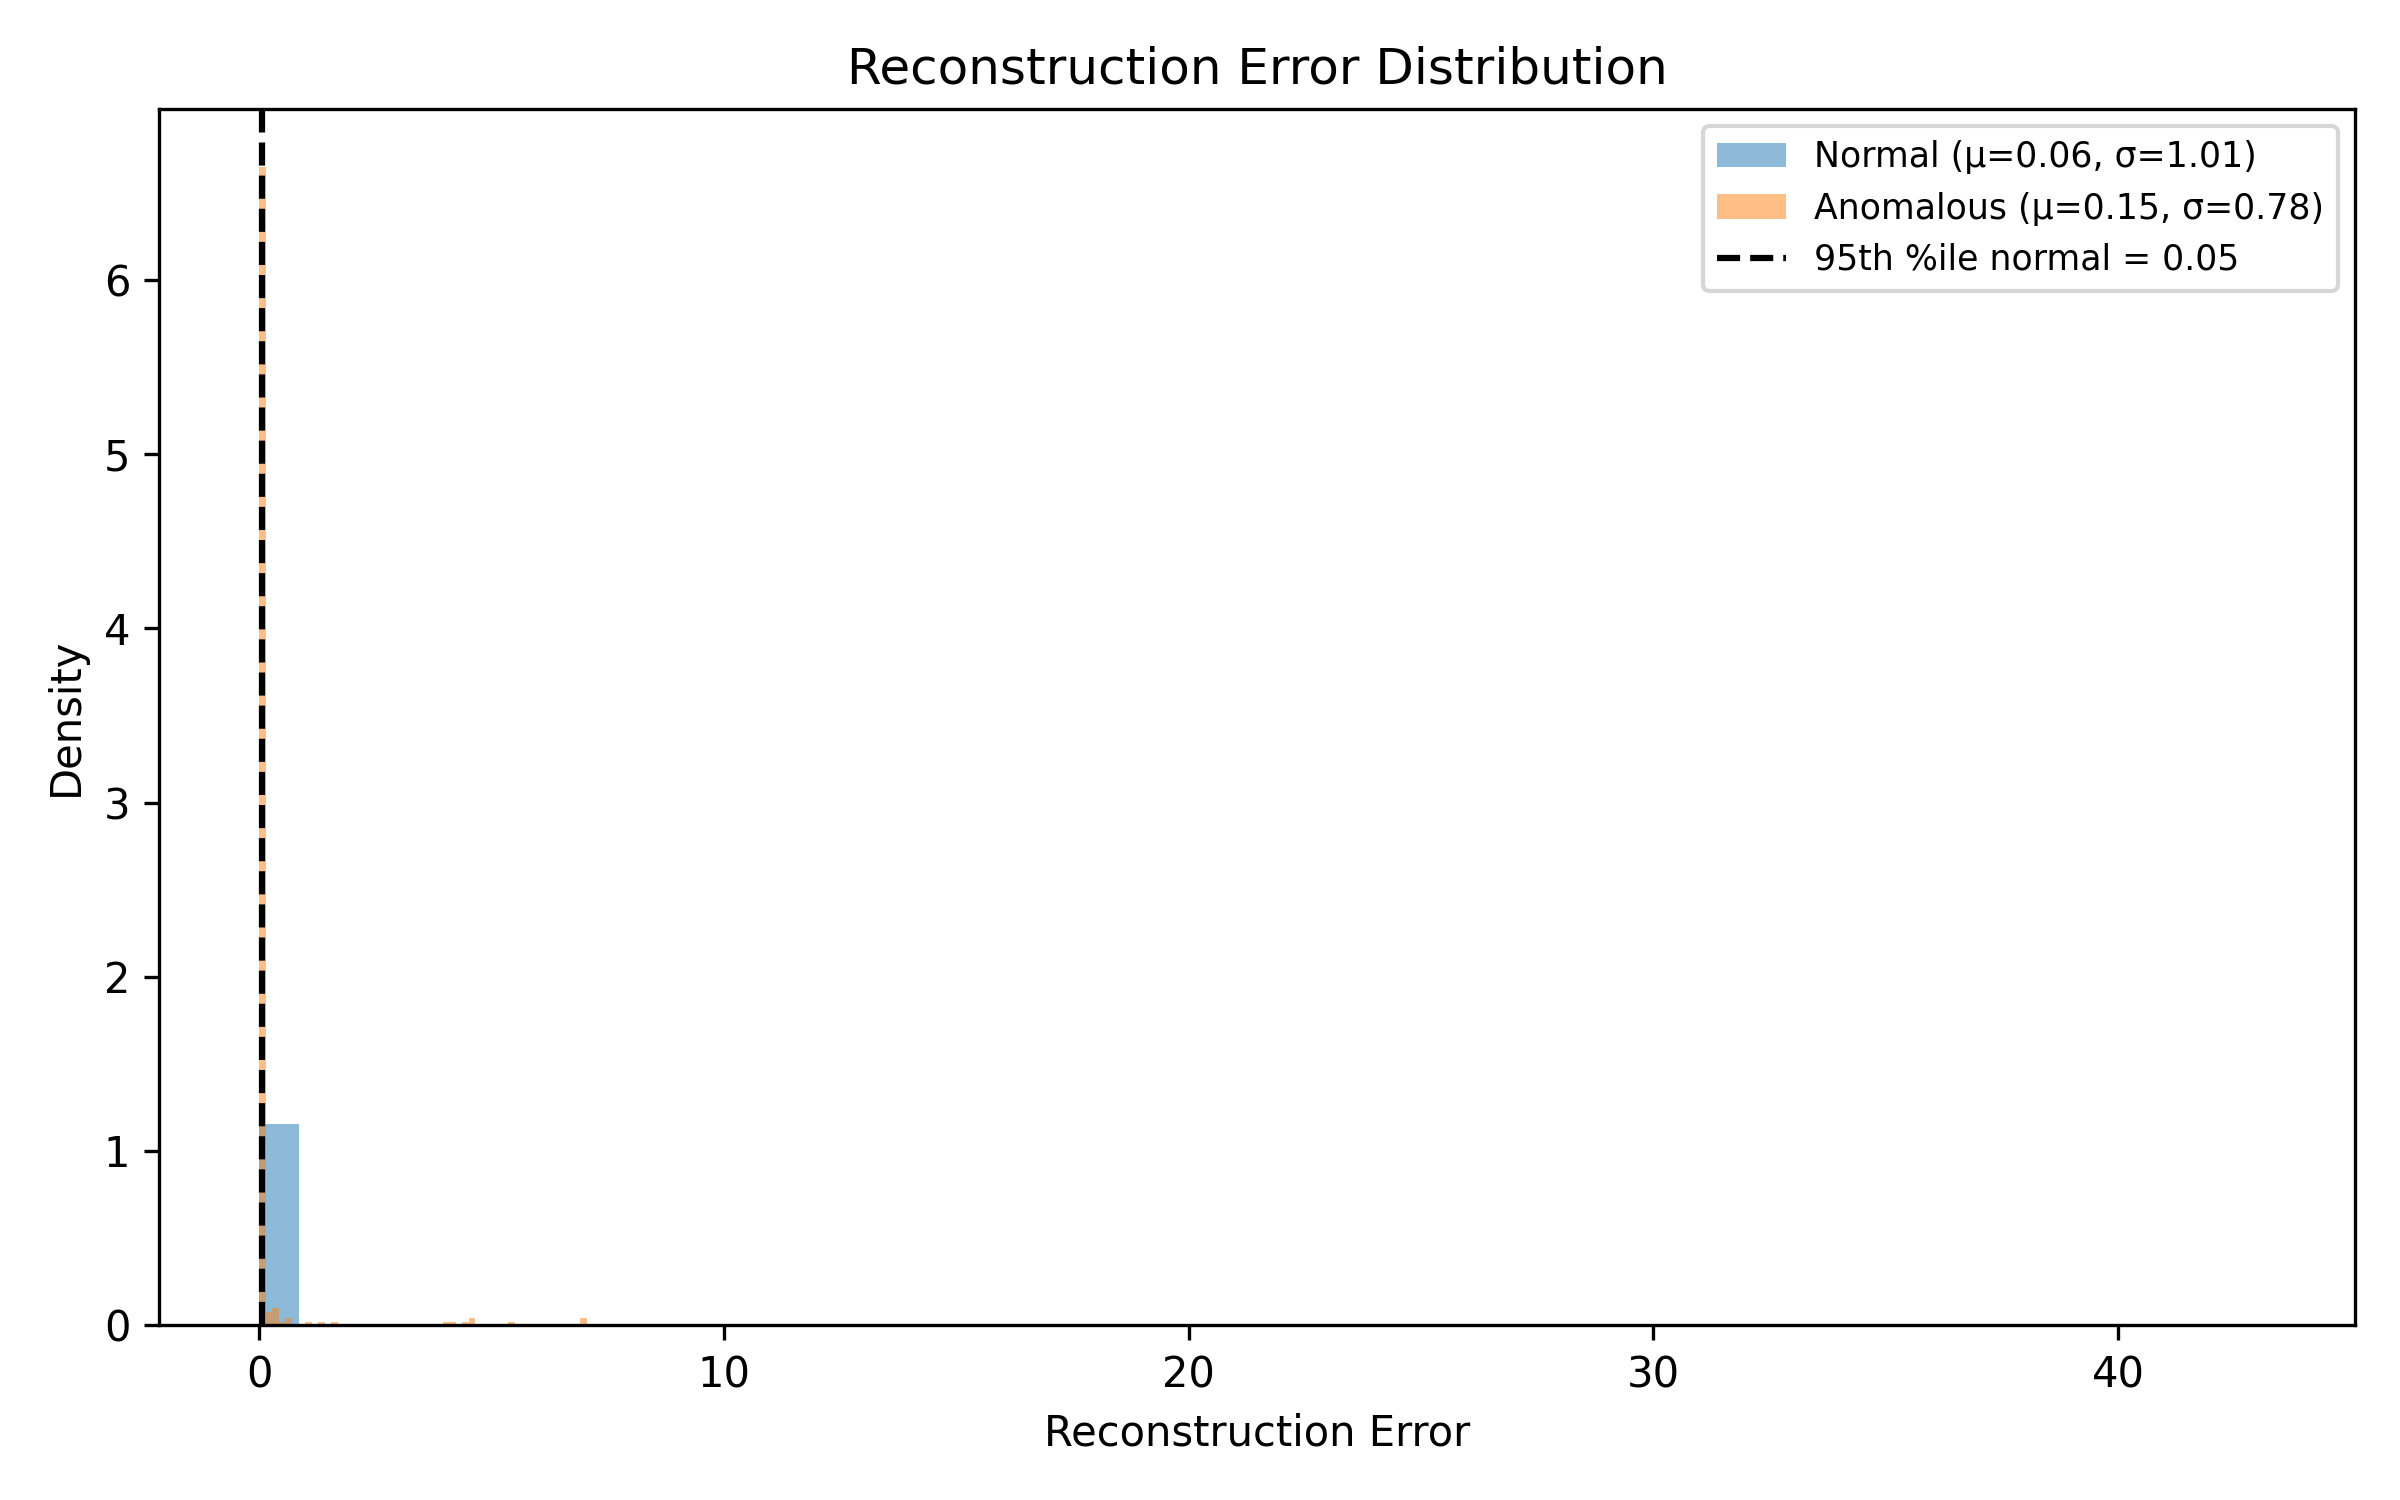 Reconstruction Error Distribution
Normal (μ=0.06, σ=1.01)
Anomalous (μ=0.15, σ=0.78)
95th %ile normal = 0.05
Density
6
5
4
3
2
1
0
0 10 20 30 40
Reconstruction Error